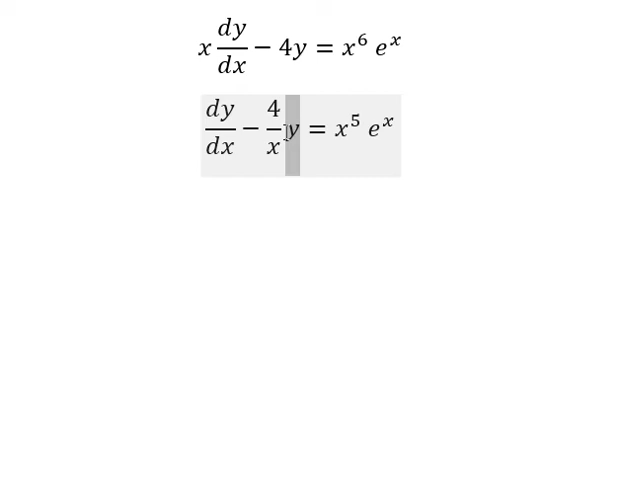 x dy/dx − 4y = x⁶ eˣ
dy/dx − 4/x y = x⁵ eˣ